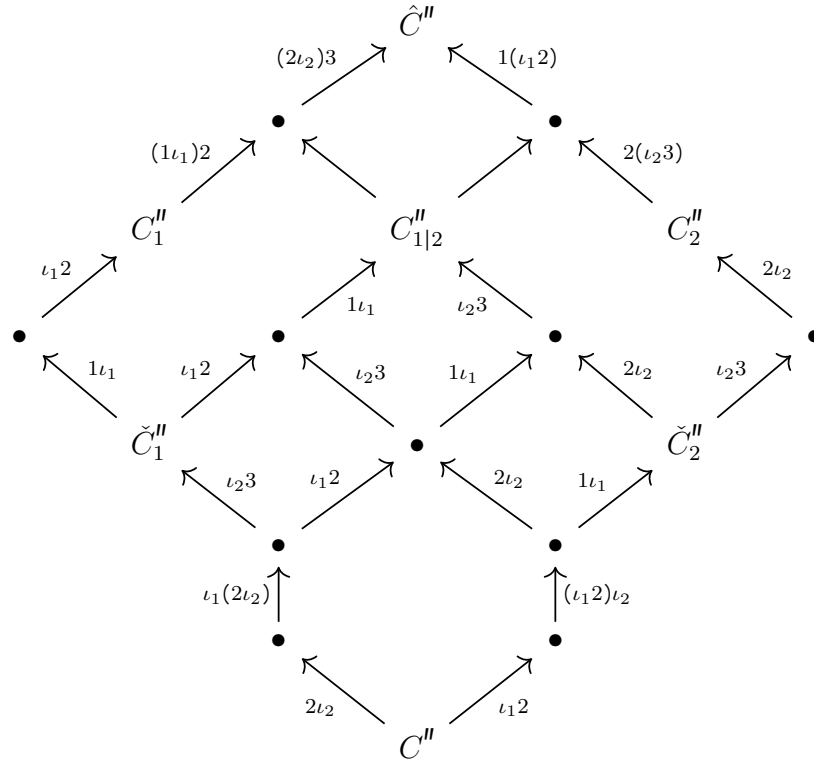 Ĉ″
(2ι₂)3 1(ι₁2)
• •
(1ι₁)2 2(ι₂3)
C″₁ C″₁|₂ C″₂
ι₁2 1ι₁ ι₂3 2ι₂
• • • •
1ι₁ ι₁2 ι₂3 1ι₁ 2ι₂ ι₂3
Č″₁ • Č″₂
ι₂3 ι₁2 2ι₂ 1ι₁
• •
ι₁(2ι₂) (ι₁2)ι₂
• •
2ι₂ ι₁2
C″